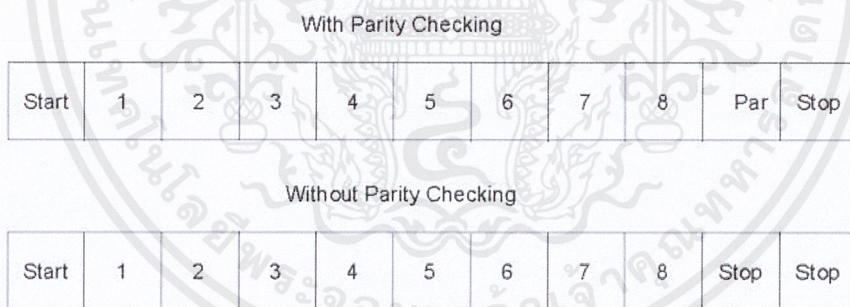 With Parity Checking
Start 1 2 3 4 5 6 7 8 Par Stop
Without Parity Checking
Start 1 2 3 4 5 6 7 8 Stop Stop